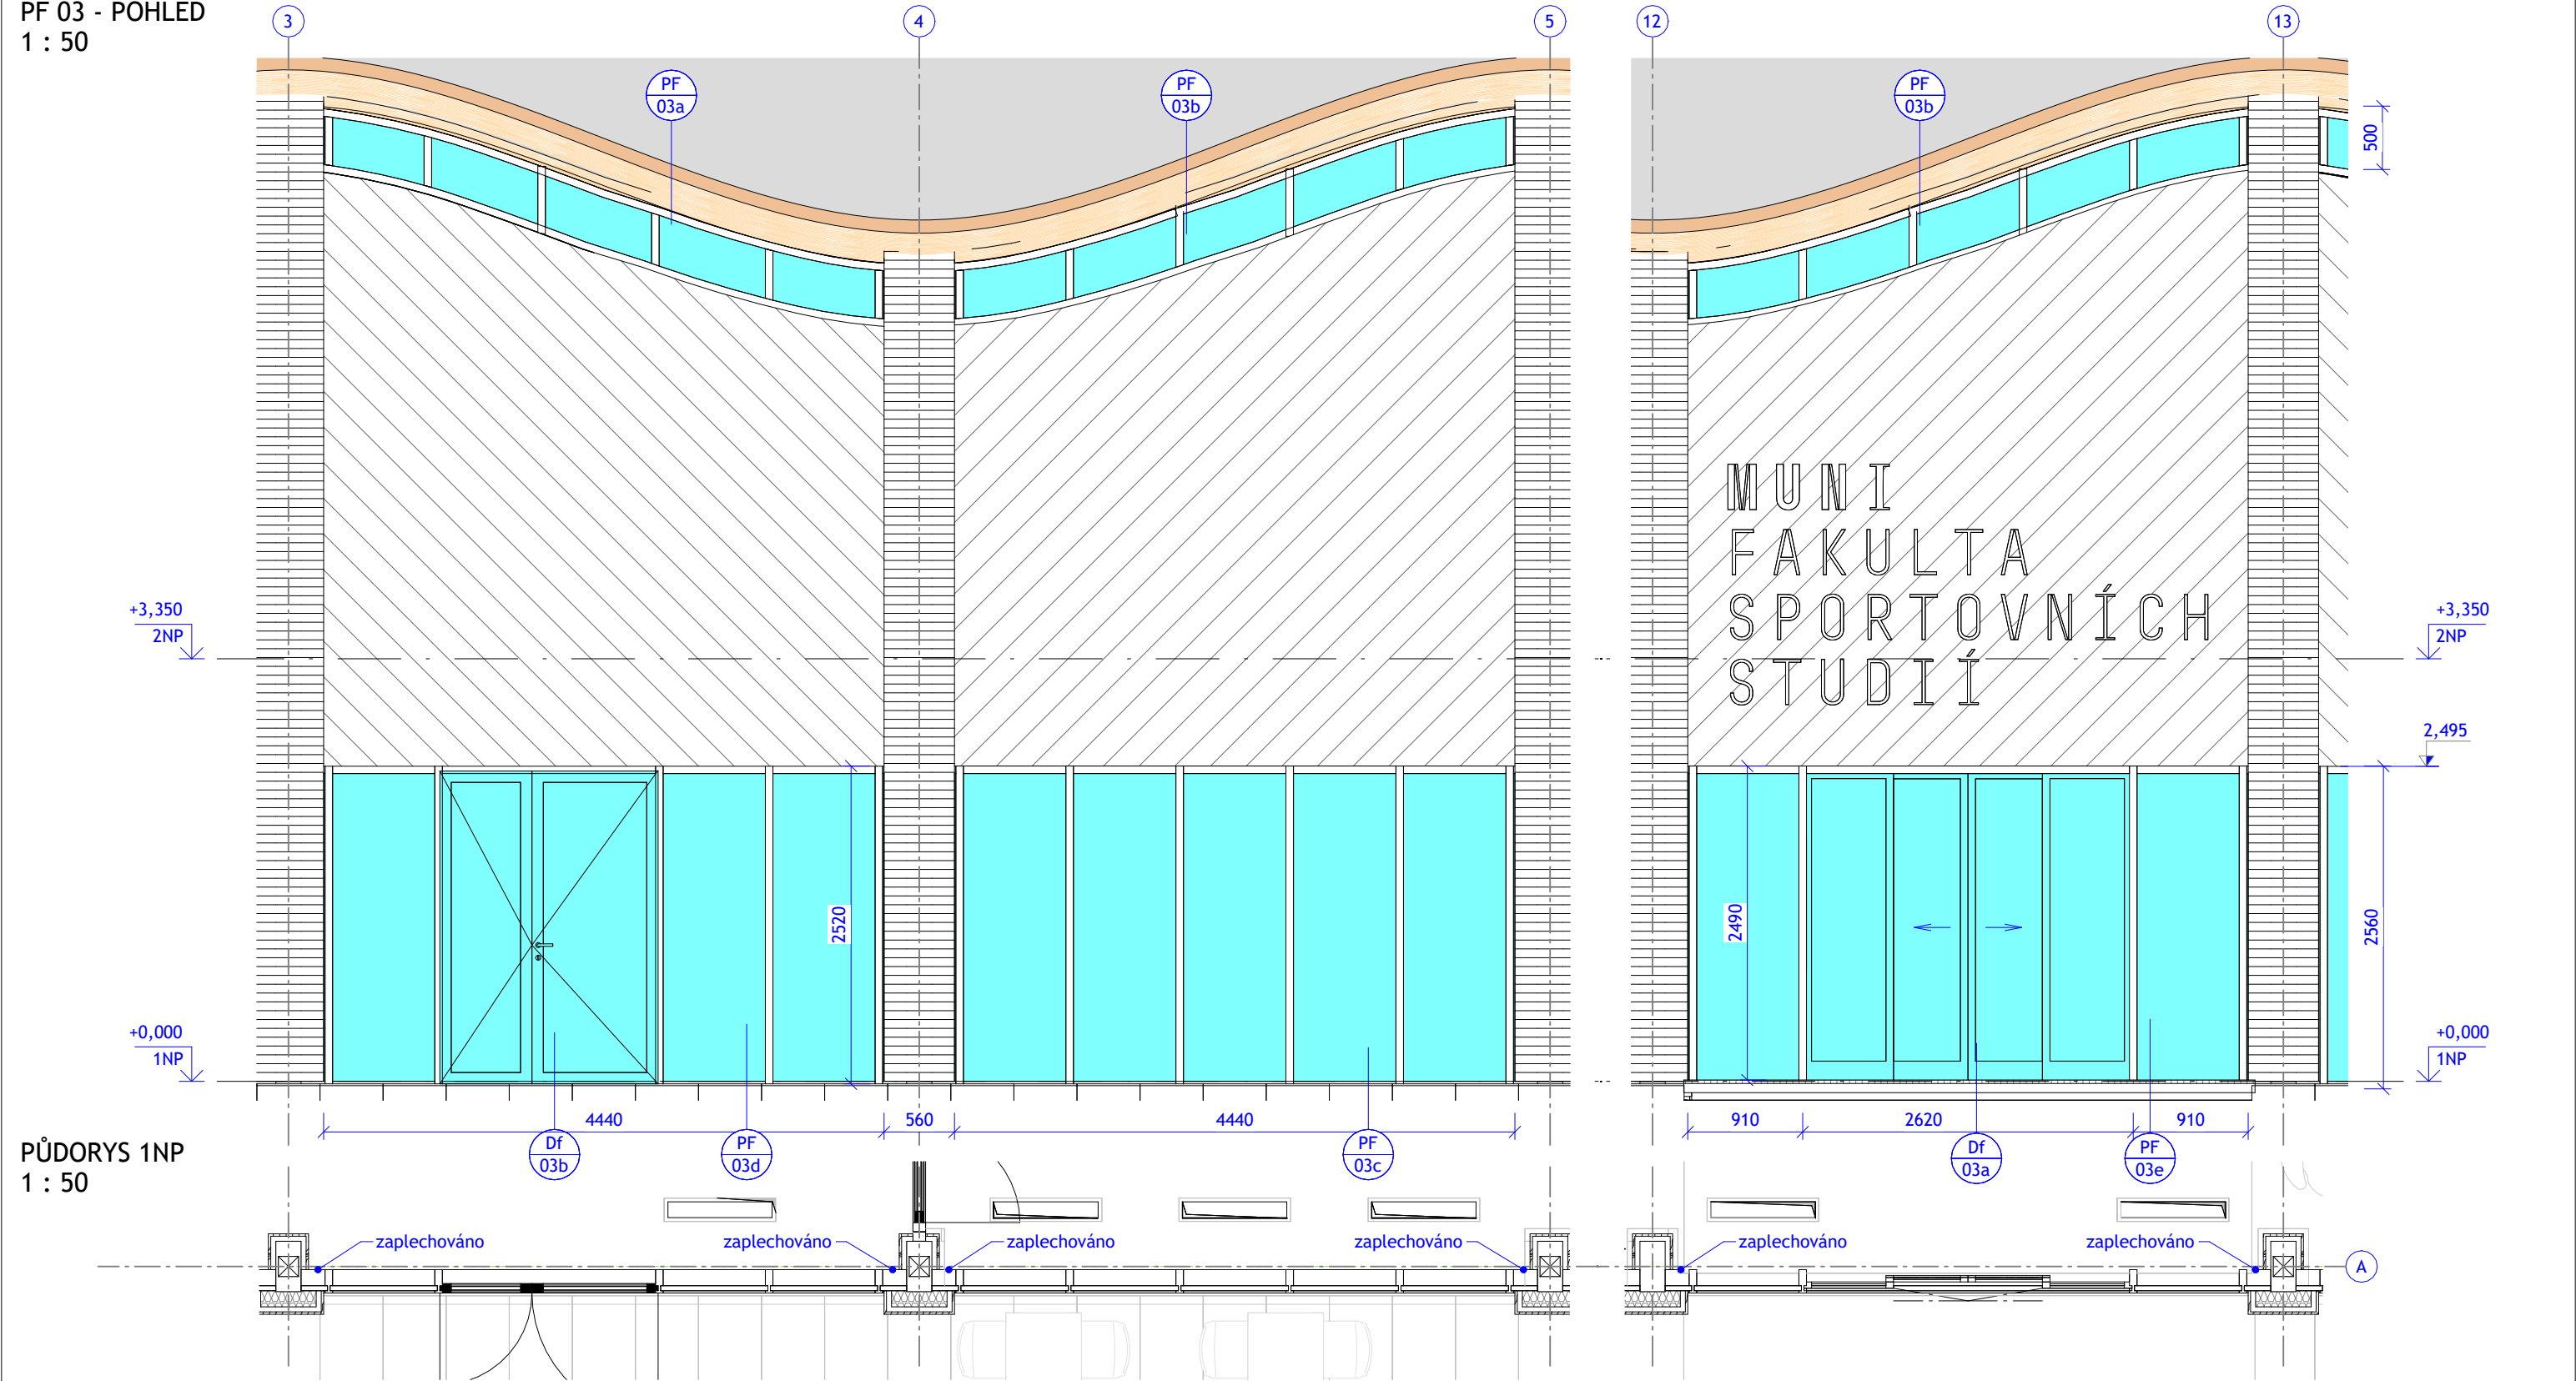 PF 03 - POHLED
1 : 50
3
4
5
12
13
PF
03a
PF
03b
PF
03b
500
MUNI
FAKULTA
SPORTOVNÍCH
STUDIÍ
+3,350
2NP
+3,350
2NP
2,495
2520
2490
2560
+0,000
1NP
+0,000
1NP
4440
560
4440
910
2620
910
Df
03b
PF
03d
PF
03c
Df
03a
PF
03e
PŮDORYS 1NP
1 : 50
zaplechováno
zaplechováno
zaplechováno
zaplechováno
zaplechováno
zaplechováno
A